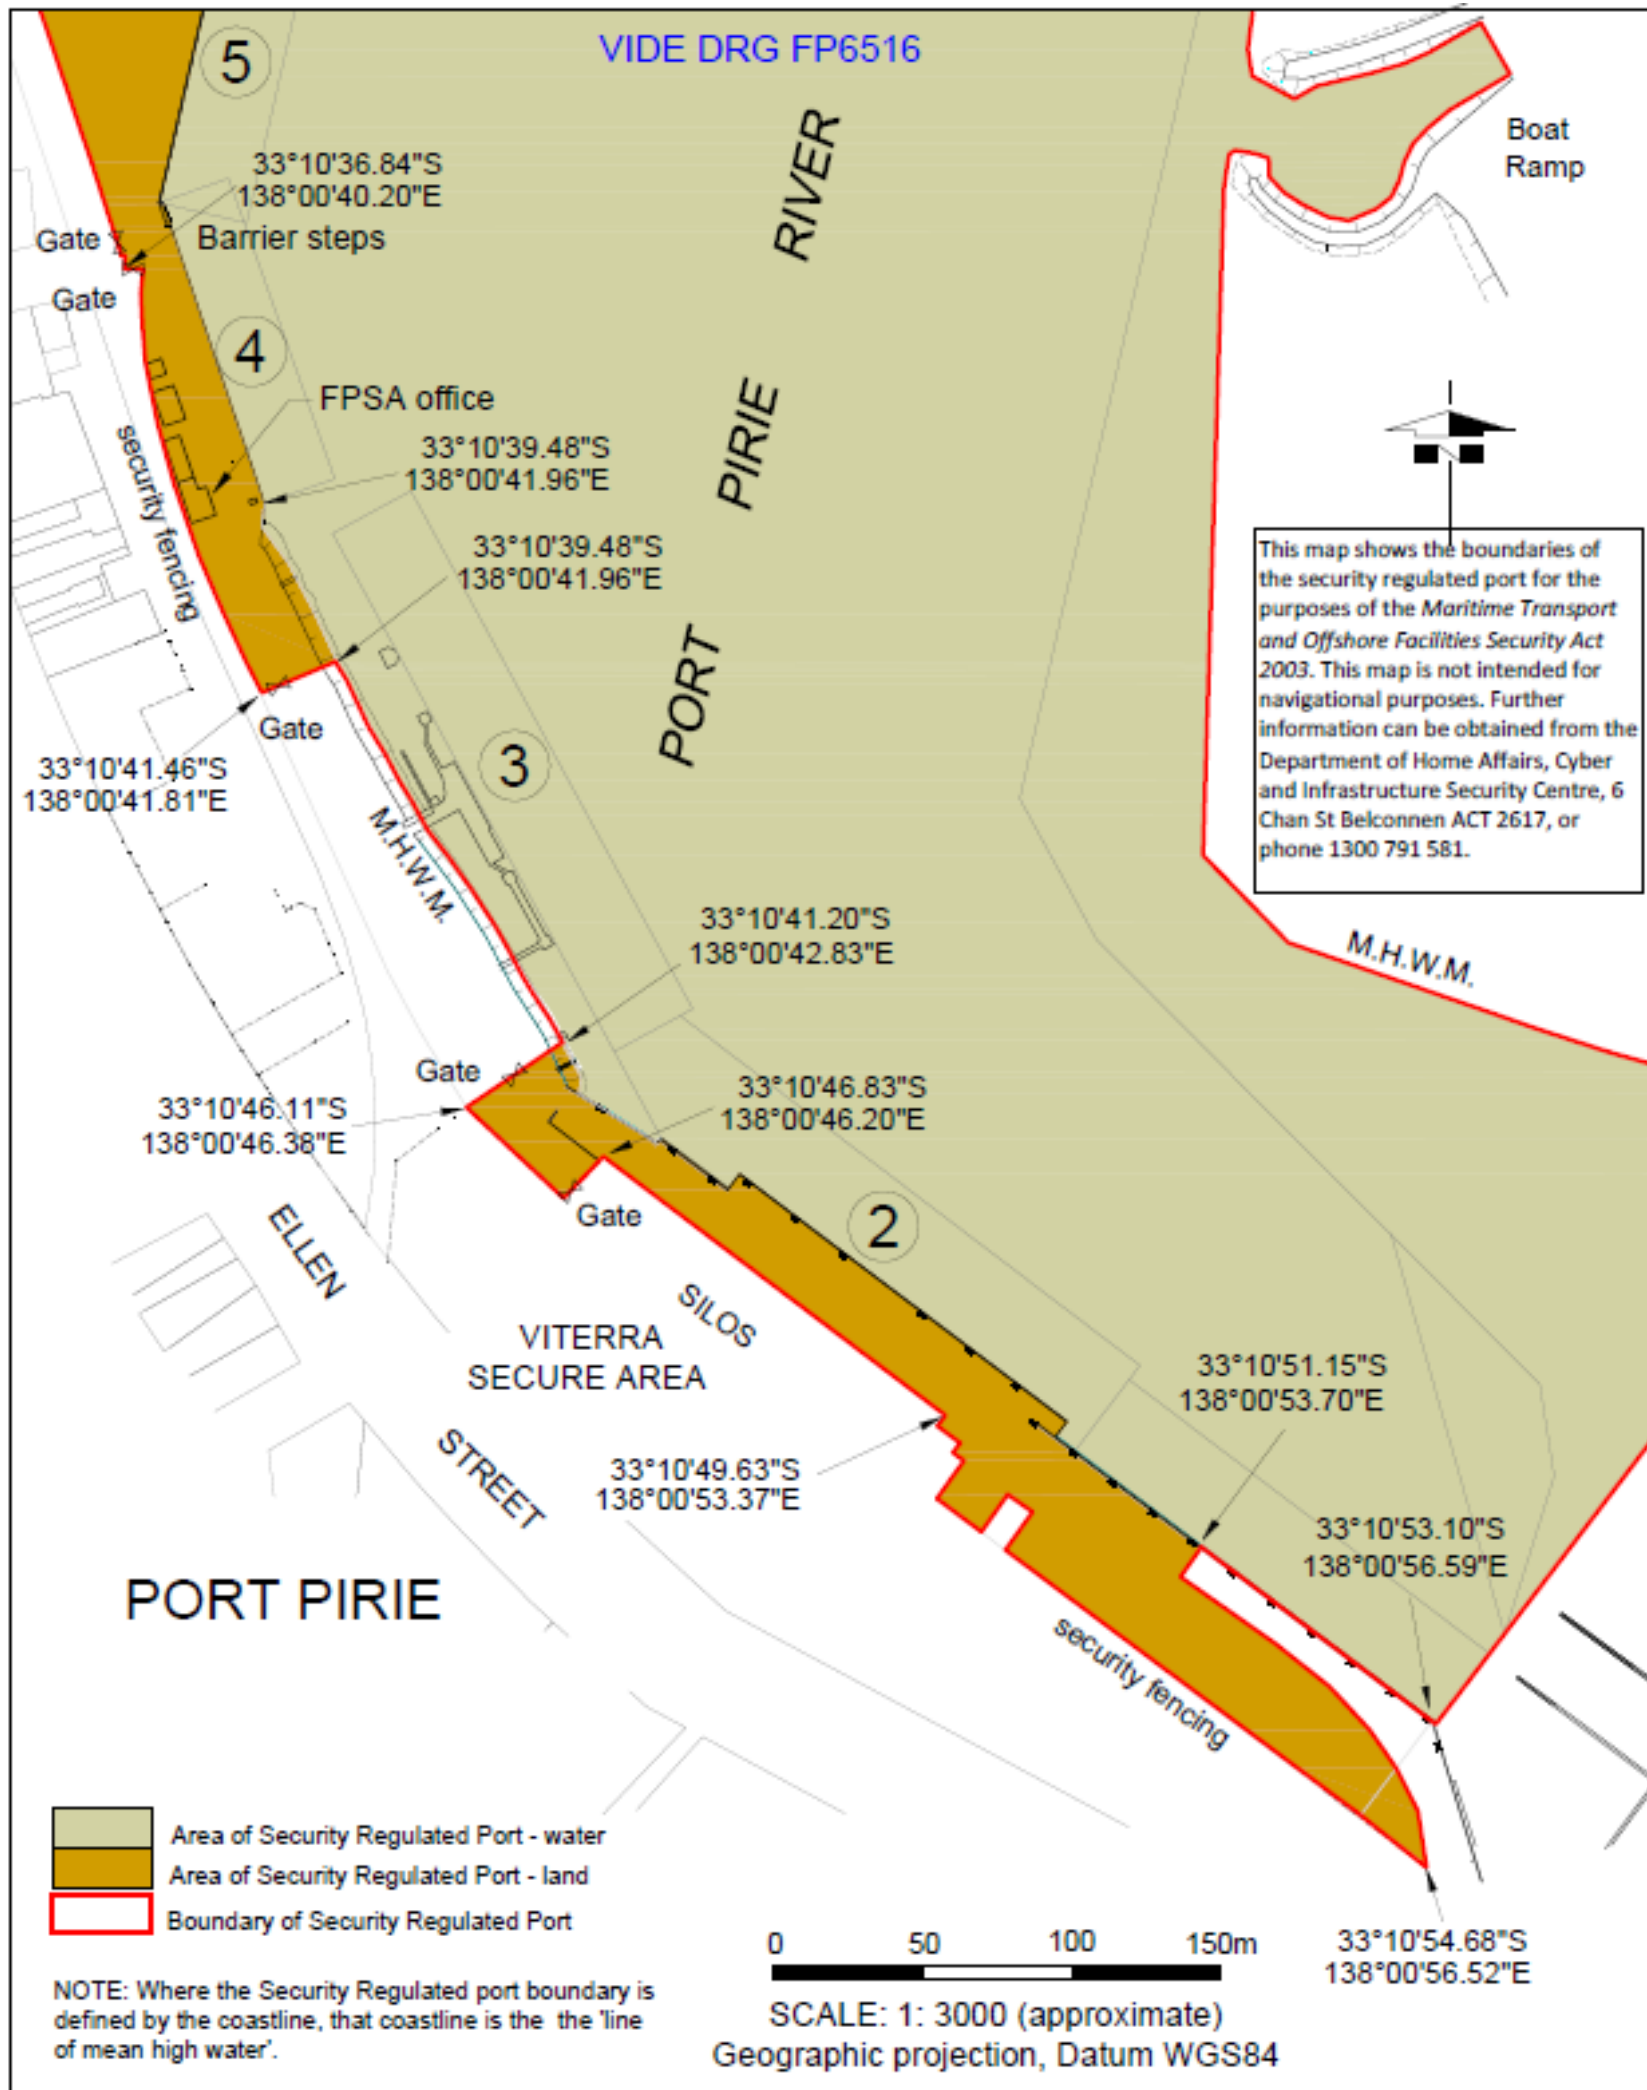 VIDE DRG FP6516
5
Boat
Ramp
33°10'36.84"S
138°00'40.20"E
Gate
Barrier steps
Gate
RIVER
PIRIE
PORT
4
FPSA office
security fencing
33°10'39.48"S
138°00'41.96"E
33°10'39.48"S
138°00'41.96"E
This map shows the boundaries of
the security regulated port for the
purposes of the Maritime Transport
and Offshore Facilities Security Act
2003. This map is not intended for
navigational purposes. Further
information can be obtained from the
Department of Home Affairs, Cyber
and Infrastructure Security Centre, 6
Chan St Belconnen ACT 2617, or
phone 1300 791 581.
Gate
33°10'41.46"S
138°00'41.81"E
3
M.H.W.M.
33°10'41.20"S
138°00'42.83"E
M.H.W.M.
Gate
33°10'46.11"S
138°00'46.38"E
33°10'46.83"S
138°00'46.20"E
Gate
2
ELLEN
STREET
SILOS
VITERRA
SECURE AREA
33°10'51.15"S
138°00'53.70"E
33°10'49.63"S
138°00'53.37"E
33°10'53.10"S
138°00'56.59"E
PORT PIRIE
security fencing
Area of Security Regulated Port - water
Area of Security Regulated Port - land
Boundary of Security Regulated Port
NOTE: Where the Security Regulated port boundary is
defined by the coastline, that coastline is the the 'line
of mean high water'.
0 50 100 150m
SCALE: 1: 3000 (approximate)
Geographic projection, Datum WGS84
33°10'54.68"S
138°00'56.52"E